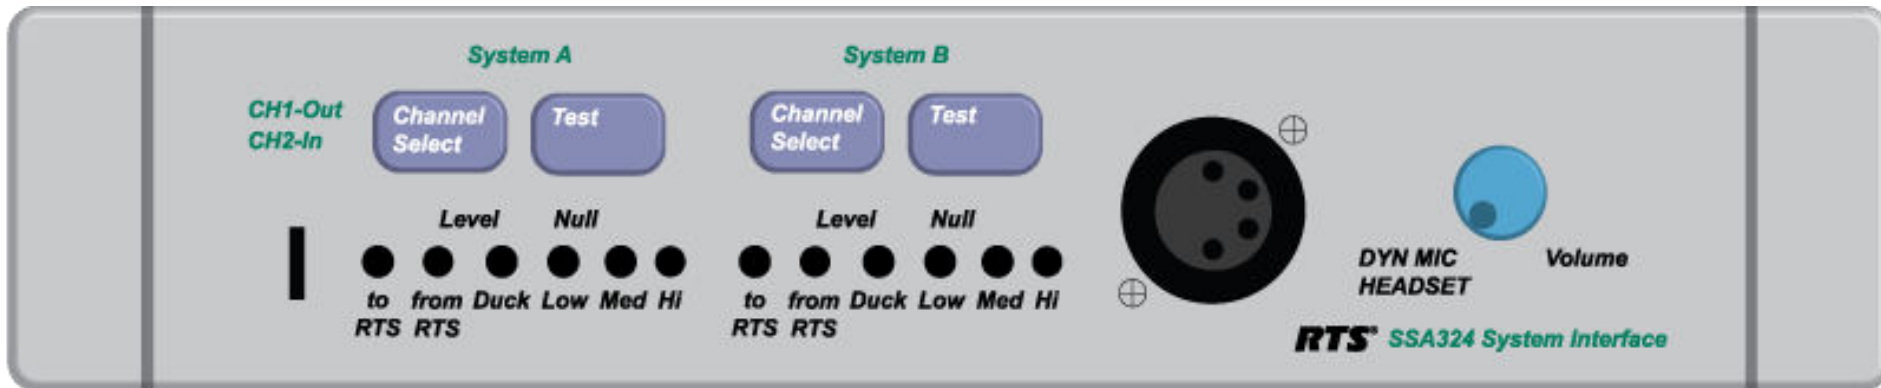 System A
System B
CH1-Out
CH2-In
Channel
Select
Test
Channel
Select
Test
Level
Null
Level
Null
to
RTS
from
RTS
Duck
Low
Med
Hi
to
RTS
from
RTS
Duck
Low
Med
Hi
DYN MIC
HEADSET
Volume
RTS® SSA324 System Interface